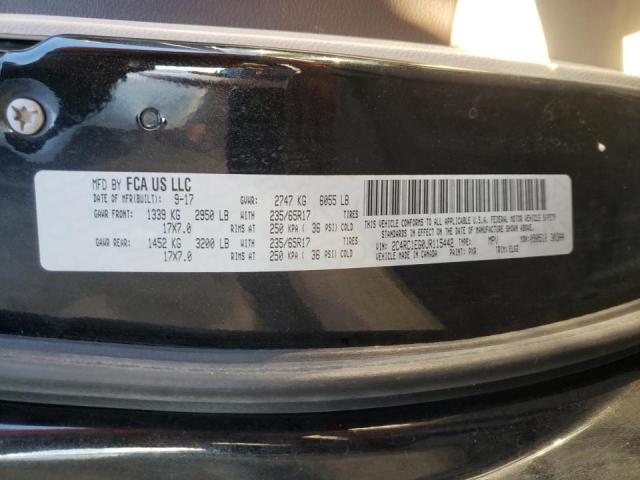 MFD BY FCA US LLC
DATE OF MFR(BUILT): 9-17 GVWR: 2747 KG 6055 LB
GAWR FRONT: 1339 KG 2950 LB WITH 235/65R17 TIRES
17X7.0 RIMS AT 250 KPA ( 36 PSI) COLD
GAWR REAR: 1452 KG 3200 LB WITH 235/65R17 TIRES
17X7.0 RIMS AT 250 KPA ( 36 PSI) COLD
THIS VEHICLE CONFORMS TO ALL APPLICABLE U.S.A. FEDERAL MOTOR VEHICLE SAFETY
STANDARDS IN EFFECT ON THE DATE OF MANUFACTURE SHOWN ABOVE.
VIN: 2C4RC1EG0JR115442 TYPE: MPV MDH: 090518 
VEHICLE MADE IN CANADA PAINT: PXR TRIM: